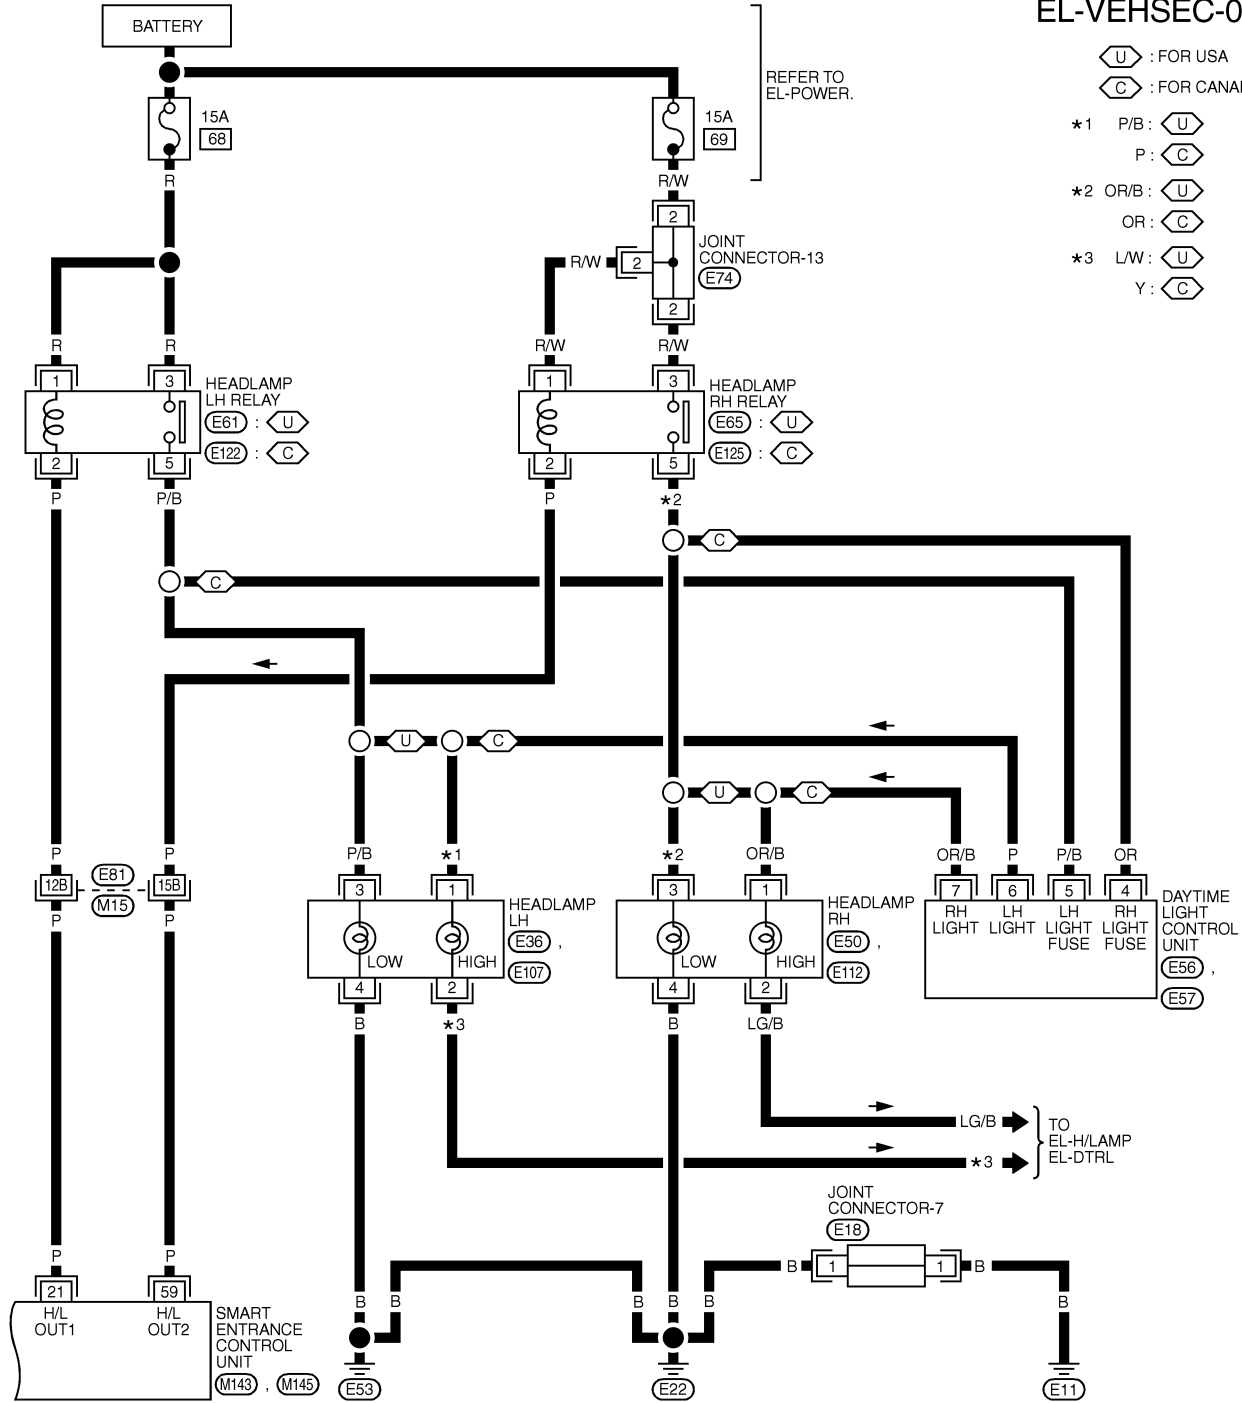 EL-VEHSEC-0
BATTERY
REFER TO
EL-POWER.
U : FOR USA
C : FOR CANA
*1 P/B : U
P : C
*2 OR/B : U
OR : C
*3 L/W : U
Y : C
15A
68
15A
69
R
R/W
2
JOINT
CONNECTOR-13
E74
R/W
2
2
R
R
R/W
R/W
1
3
HEADLAMP
LH RELAY
E61 : U
E122 : C
2
5
1
3
HEADLAMP
RH RELAY
E65 : U
E125 : C
2
5
P
P/B
P
*2
C
C
U
C
U
C
P
P
P/B
*1
*2
OR/B
OR/B
P
P/B
OR
12B
E81
M15
15B
P
P
3
1
HEADLAMP
LH
E36 ,
E107
LOW
HIGH
4
2
3
1
HEADLAMP
RH
E50 ,
E112
LOW
HIGH
4
2
7
6
5
4
RH
LIGHT
LH
LIGHT
LH
LIGHT
FUSE
RH
LIGHT
FUSE
DAYTIME
LIGHT
CONTROL
UNIT
E56 ,
E57
B
*3
B
LG/B
LG/B
*3
TO
EL-H/LAMP
EL-DTRL
JOINT
CONNECTOR-7
E18
B
1
1
B
P
P
B
B
B
B
B
B
21
59
H/L
OUT1
H/L
OUT2
SMART
ENTRANCE
CONTROL
UNIT
M143 , M145
E53
E22
E11